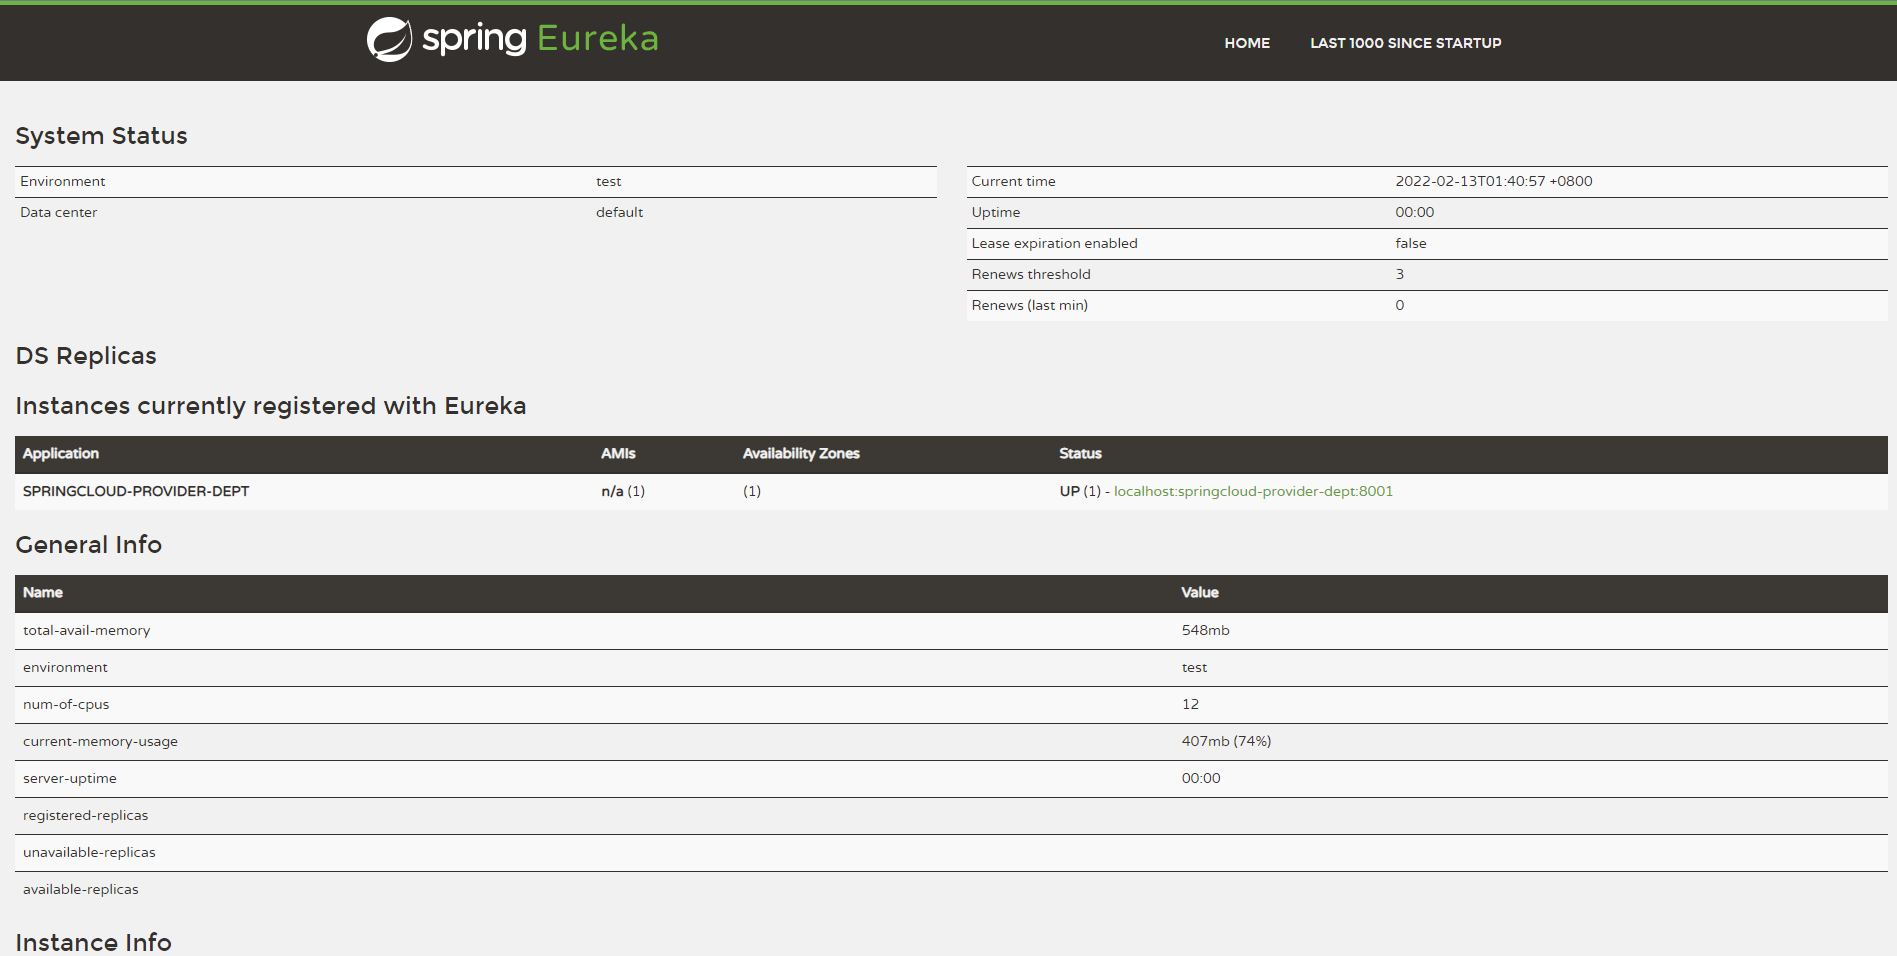 spring Eureka
HOME LAST 1000 SINCE STARTUP
System Status
Environment test
Data center default
Current time 2022-02-13T01:40:57 +0800
Uptime 00:00
Lease expiration enabled false
Renews threshold 3
Renews (last min) 0
DS Replicas
Instances currently registered with Eureka
Application AMIs Availability Zones Status
SPRINGCLOUD-PROVIDER-DEPT n/a (1) (1) UP (1) - localhost:springcloud-provider-dept:8001
General Info
Name Value
total-avail-memory 548mb
environment test
num-of-cpus 12
current-memory-usage 407mb (74%)
server-uptime 00:00
registered-replicas
unavailable-replicas
available-replicas
Instance Info